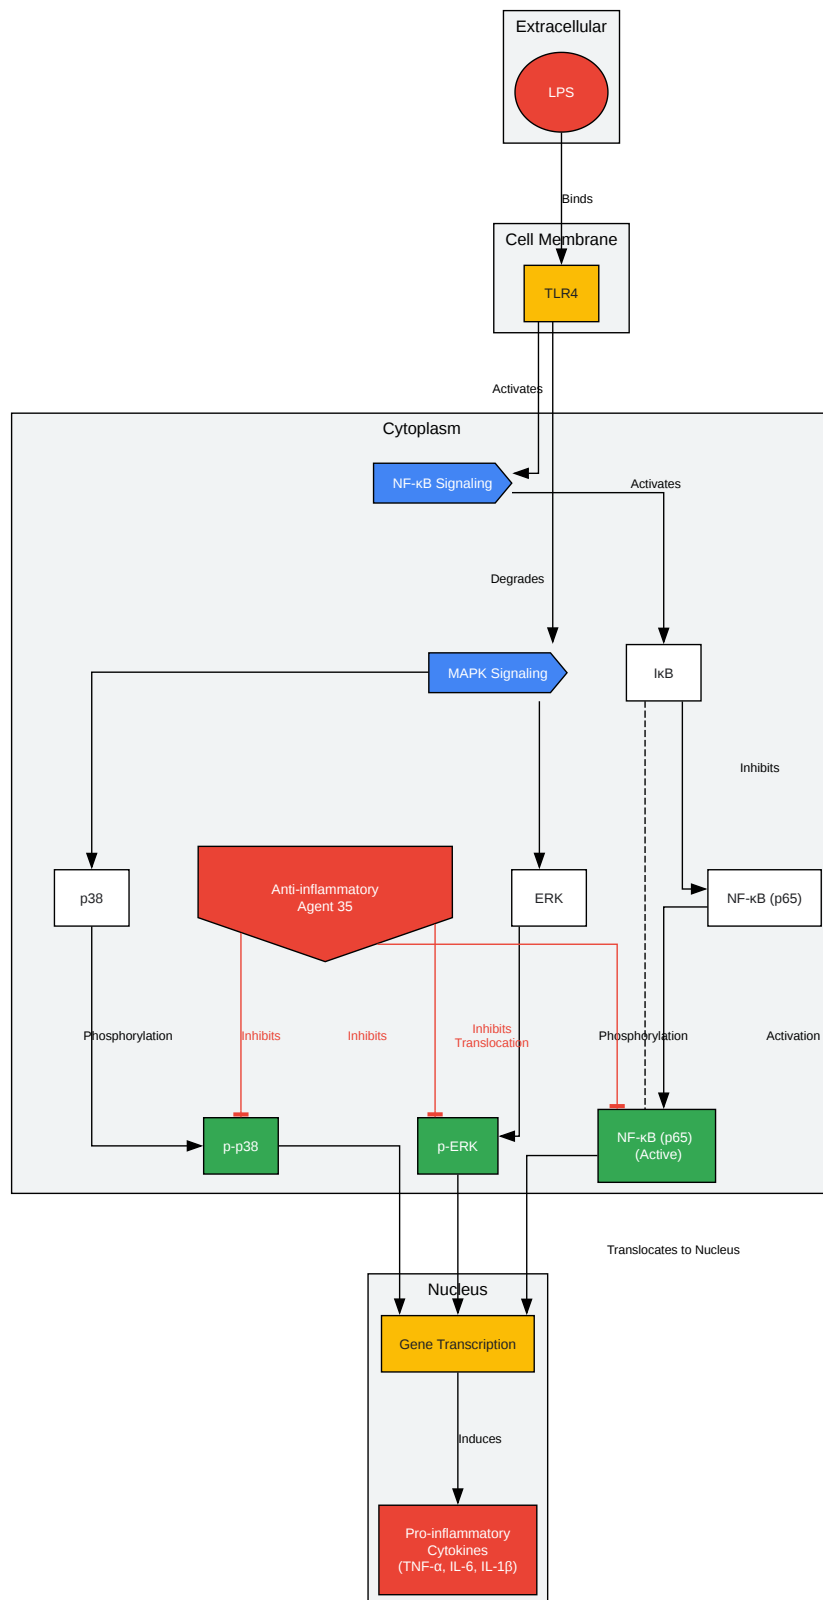 Extracellular
LPS
Binds
Cell Membrane
TLR4
Activates
Cytoplasm
NF-κB Signaling
Activates
Degrades
MAPK Signaling
IκB
Inhibits
p38
Anti-inflammatory
Agent 35
ERK
NF-κB (p65)
Phosphorylation
Inhibits
Inhibits
Inhibits
Translocation
Phosphorylation
Activation
p-p38
p-ERK
NF-κB (p65)
(Active)
Translocates to Nucleus
Nucleus
Gene Transcription
Induces
Pro-inflammatory
Cytokines
(TNF-α, IL-6, IL-1β)